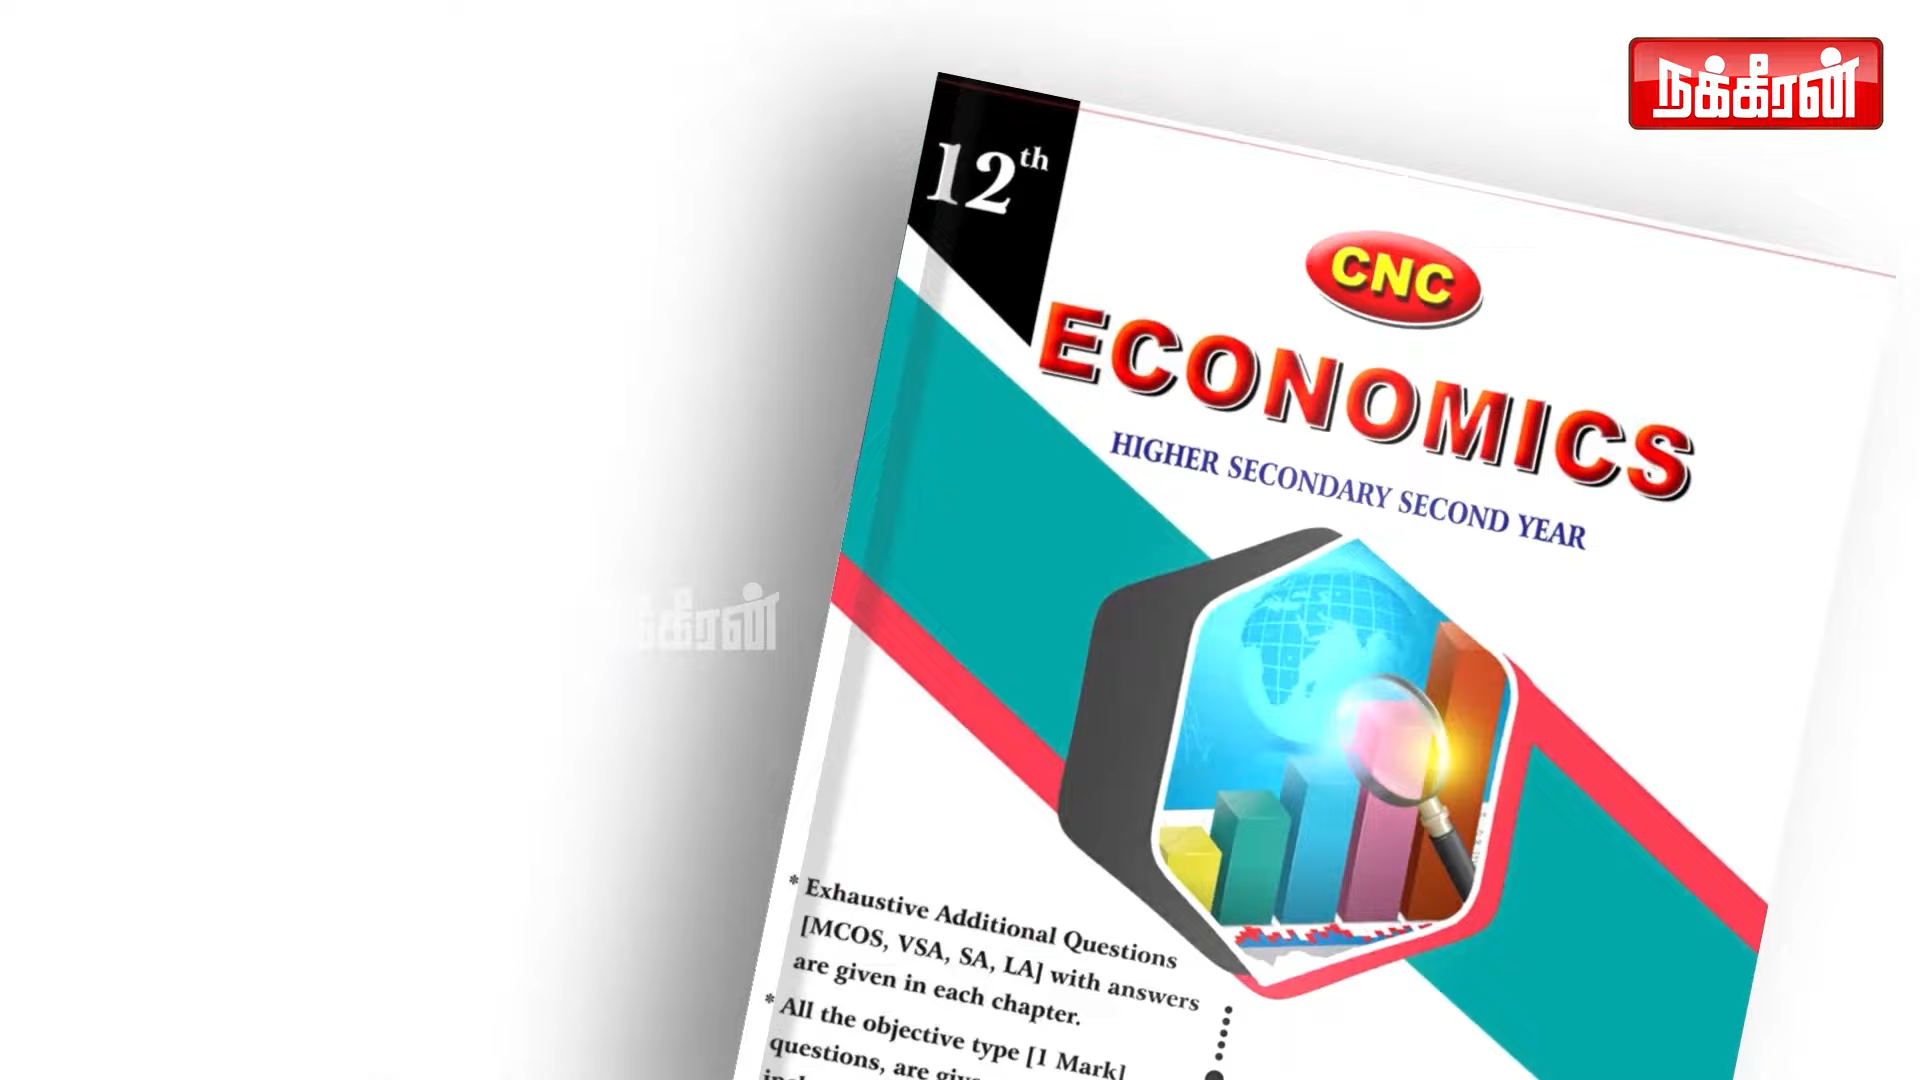 நக்கீரன்
12th
CNC
ECONOMICS
HIGHER SECONDARY SECOND YEAR
க்கீரன்
* Exhaustive Additional Questions
[MCOS, VSA, SA, LA] with answers
are given in each chapter.
* All the objective type [1 Mark]
questions, are